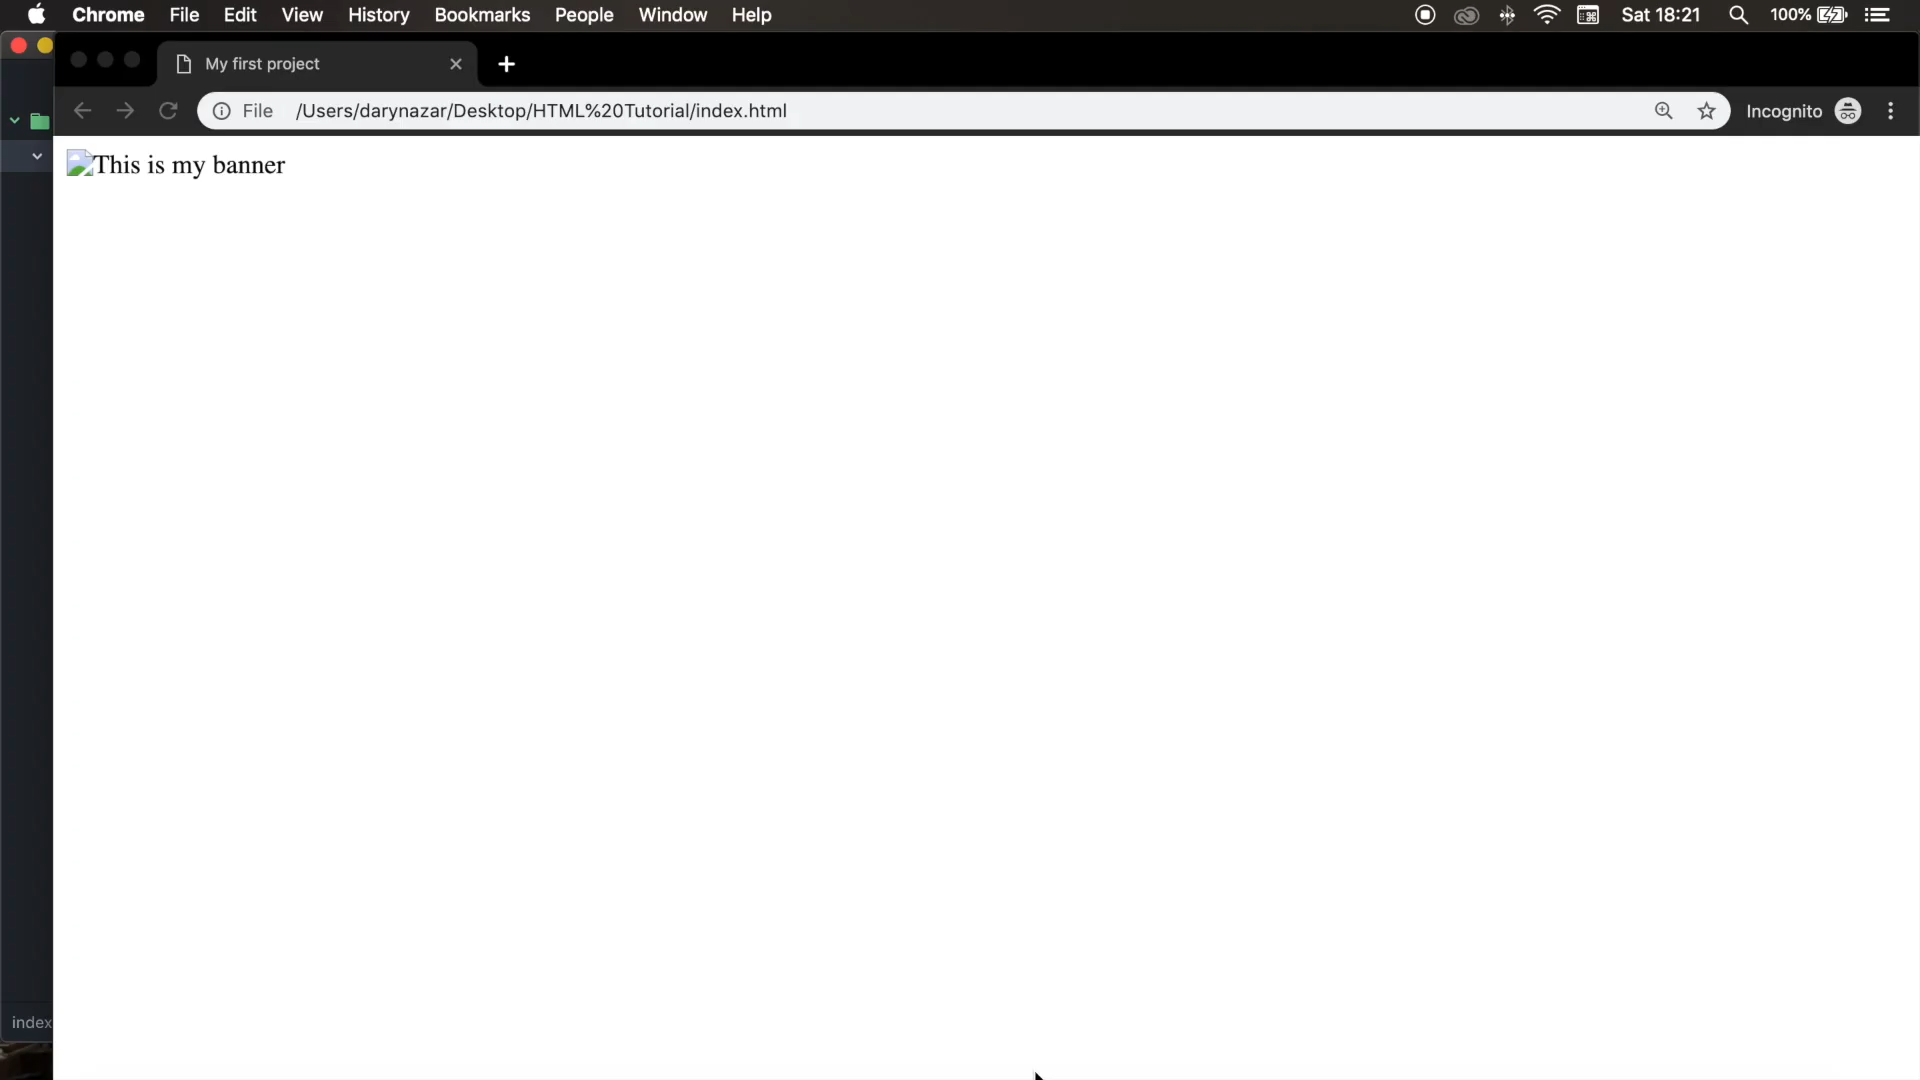 Chrome File Edit View History Bookmarks People Window Help Sat 18:21 100%
My first project
File /Users/darynazar/Desktop/HTML%20Tutorial/index.html Incognito
This is my banner
index